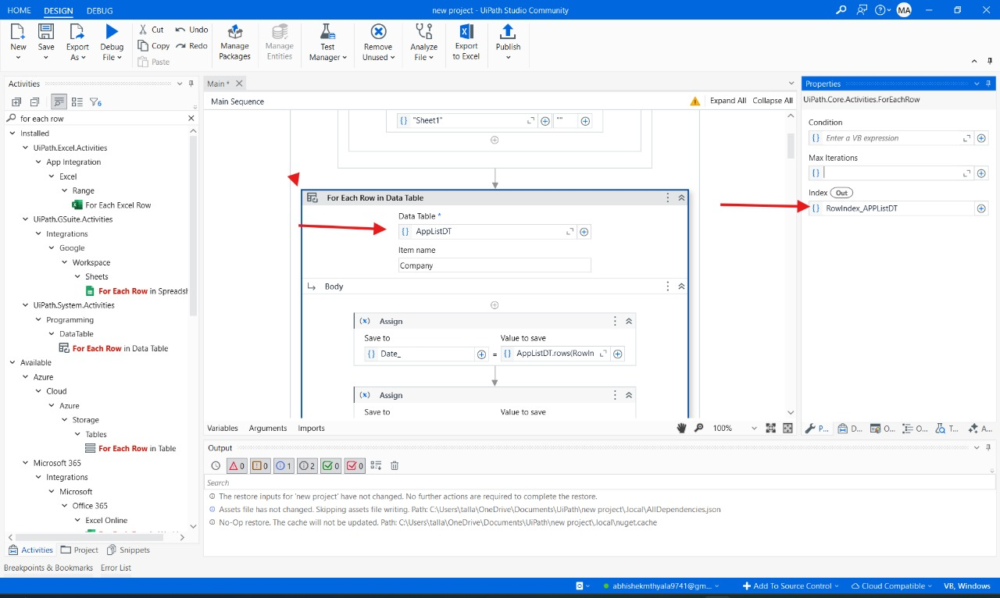 HOME DESIGN DEBUG new project - UiPath Studio Community MA
New Save Export As Debug File Cut Copy Paste Undo Redo Manage Packages Manage Entities Test Manager Remove Unused Analyze File Export to Excel Publish
Activities
6
for each row
Installed
UiPath.Excel.Activities
App Integration
Excel
Range
For Each Excel Row
UiPath.GSuite.Activities
Integrations
Google
Workspace
Sheets
For Each Row in Spreadsh
UiPath.System.Activities
Programming
DataTable
For Each Row in Data Table
Available
Azure
Cloud
Azure
Storage
Tables
For Each Row in Table
Microsoft 365
Integrations
Microsoft
Office 365
Excel Online
Activities Project Snippets
Breakpoints & Bookmarks Error List
Main *
Main Sequence Expand All Collapse All
{} "Sheet1" ""
For Each Row in Data Table
Data Table *
{} AppListDT
Item name
Company
Body
(x) Assign
Save to Value to save
{} Date_ = {} AppListDT.rows(RowIn
(x) Assign
Save to Value to save
Variables Arguments Imports 100%
Output
0 0 1 2 0 0
Search
The restore inputs for 'new project' have not changed. No further actions are required to complete the restore.
Assets file has not changed. Skipping assets file writing. Path: C:\Users\talla\OneDrive\Documents\UiPath\new project\.local\AllDependencies.json
No-Op restore. The cache will not be updated. Path: C:\Users\talla\OneDrive\Documents\UiPath\new project\.local\nuget.cache
Properties
UiPath.Core.Activities.ForEachRow
Condition
{} Enter a VB expression
Max Iterations
{}
Index Out
{} RowIndex_APPListDT
P... D... O... O... T... A...
abhishekmthyala9741@gm... Add To Source Control Cloud Compatible VB, Windows